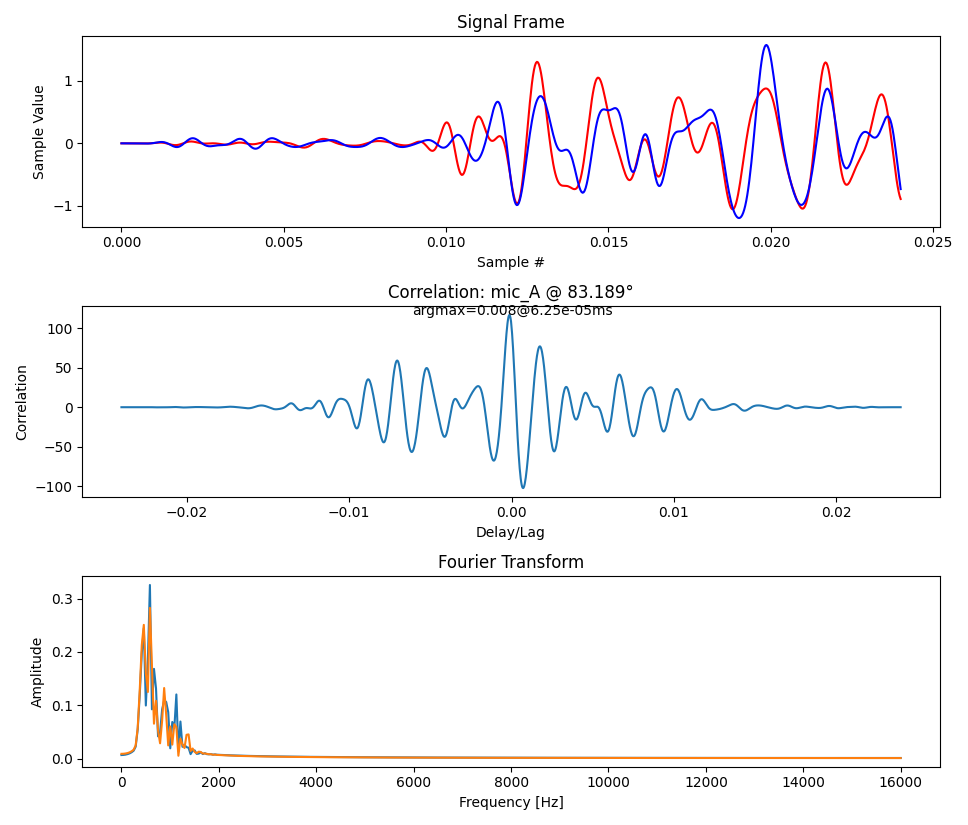 Signal Frame
Sample Value
1
0
−1
0.000 0.005 0.010 0.015 0.020 0.025
Sample #
Correlation: mic_A @ 83.189°
argmax=0.008@6.25e-05ms
Correlation
100
50
0
−50
−100
−0.02 −0.01 0.00 0.01 0.02
Delay/Lag
Fourier Transform
Amplitude
0.3
0.2
0.1
0.0
0 2000 4000 6000 8000 10000 12000 14000 16000
Frequency [Hz]